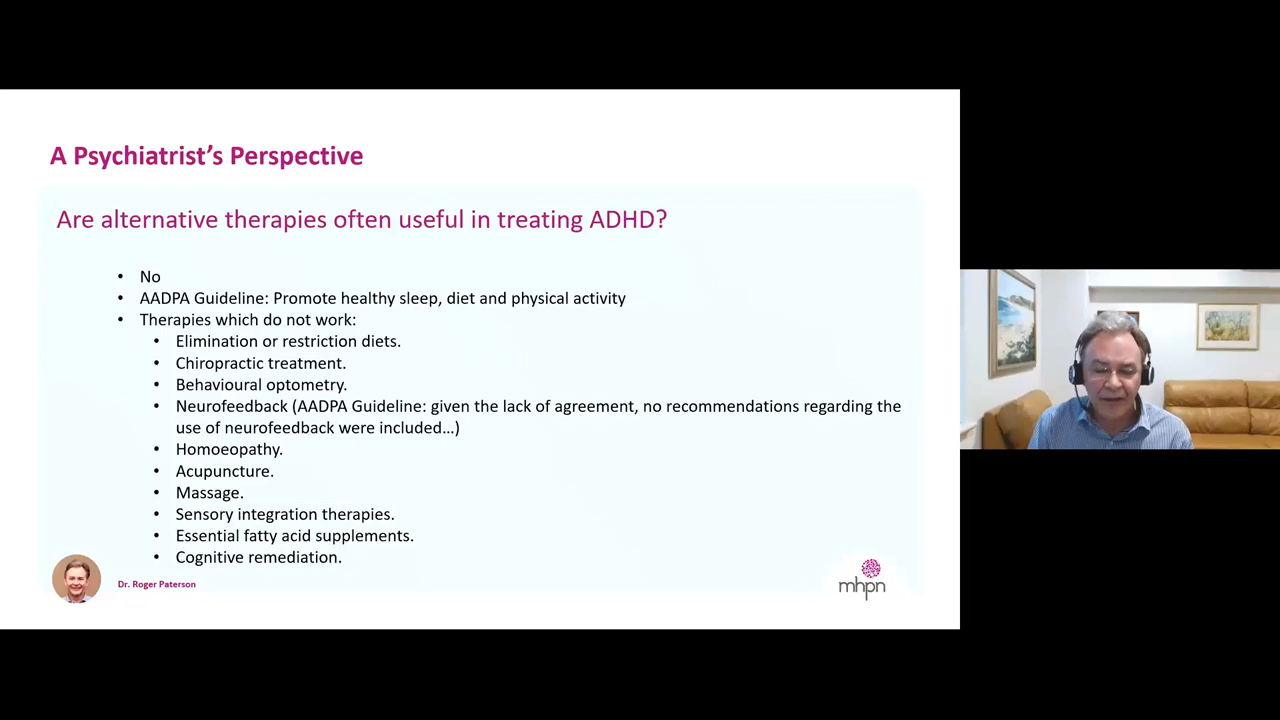 A Psychiatrist's Perspective
Are alternative therapies often useful in treating ADHD?
• No
• AADPA Guideline: Promote healthy sleep, diet and physical activity
• Therapies which do not work:
• Elimination or restriction diets.
• Chiropractic treatment.
• Behavioural optometry.
• Neurofeedback (AADPA Guideline: given the lack of agreement, no recommendations regarding the
use of neurofeedback were included…)
• Homoeopathy.
• Acupuncture.
• Massage.
• Sensory integration therapies.
• Essential fatty acid supplements.
• Cognitive remediation.
Dr. Roger Paterson
mhpn